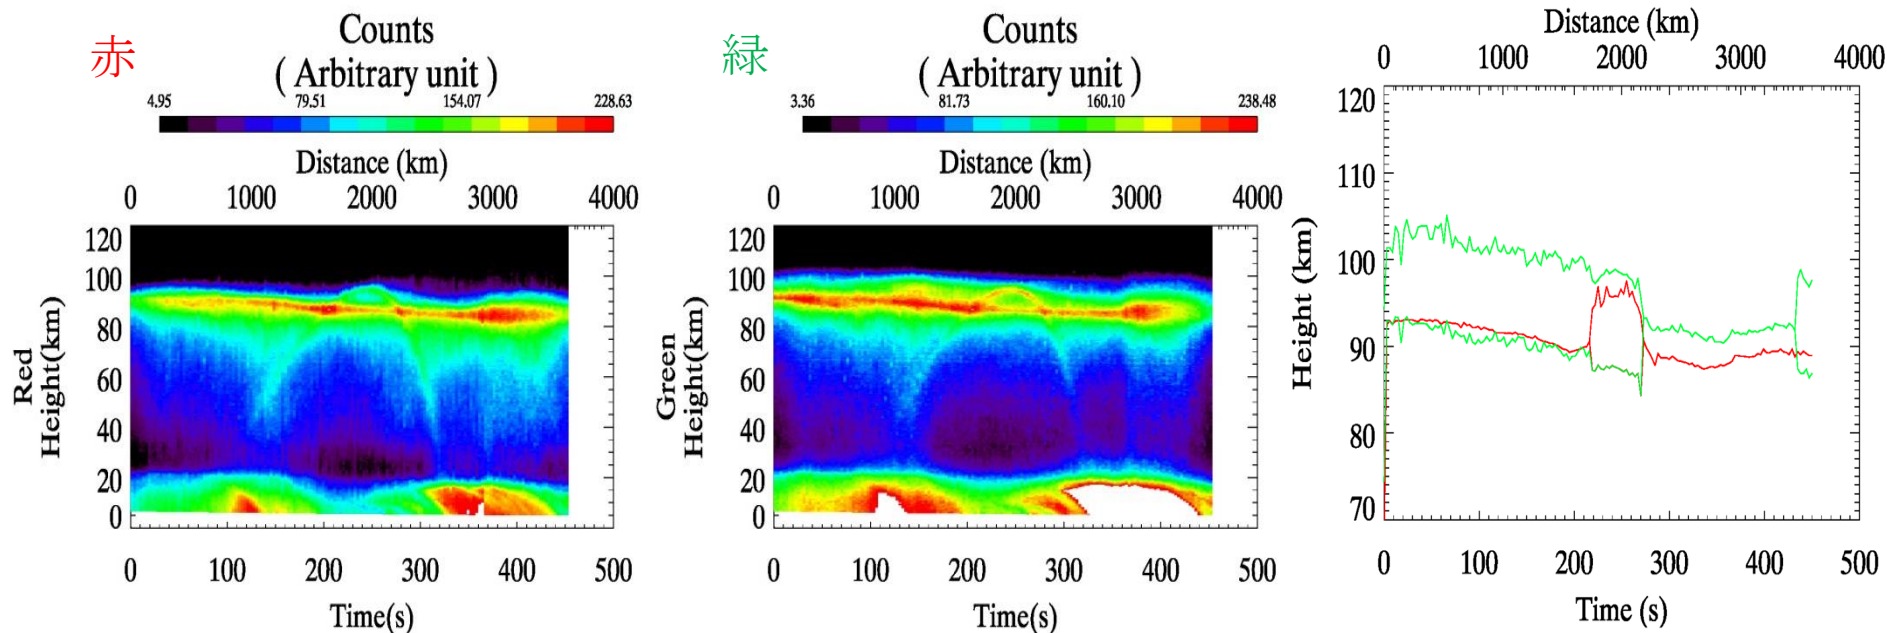 赤
Counts
( Arbitrary unit )
4.95 79.51 154.07 228.63
Distance (km)
0 1000 2000 3000 4000
120
100
80
60
40
20
0
Red
Height(km)
0 100 200 300 400 500
Time(s)
緑
Counts
( Arbitrary unit )
3.36 81.73 160.10 238.48
Distance (km)
0 1000 2000 3000 4000
120
100
80
60
40
20
0
Green
Height(km)
0 100 200 300 400 500
Time(s)
Distance (km)
0 1000 2000 3000 4000
120
110
100
90
80
70
Height (km)
0 100 200 300 400 500
Time (s)